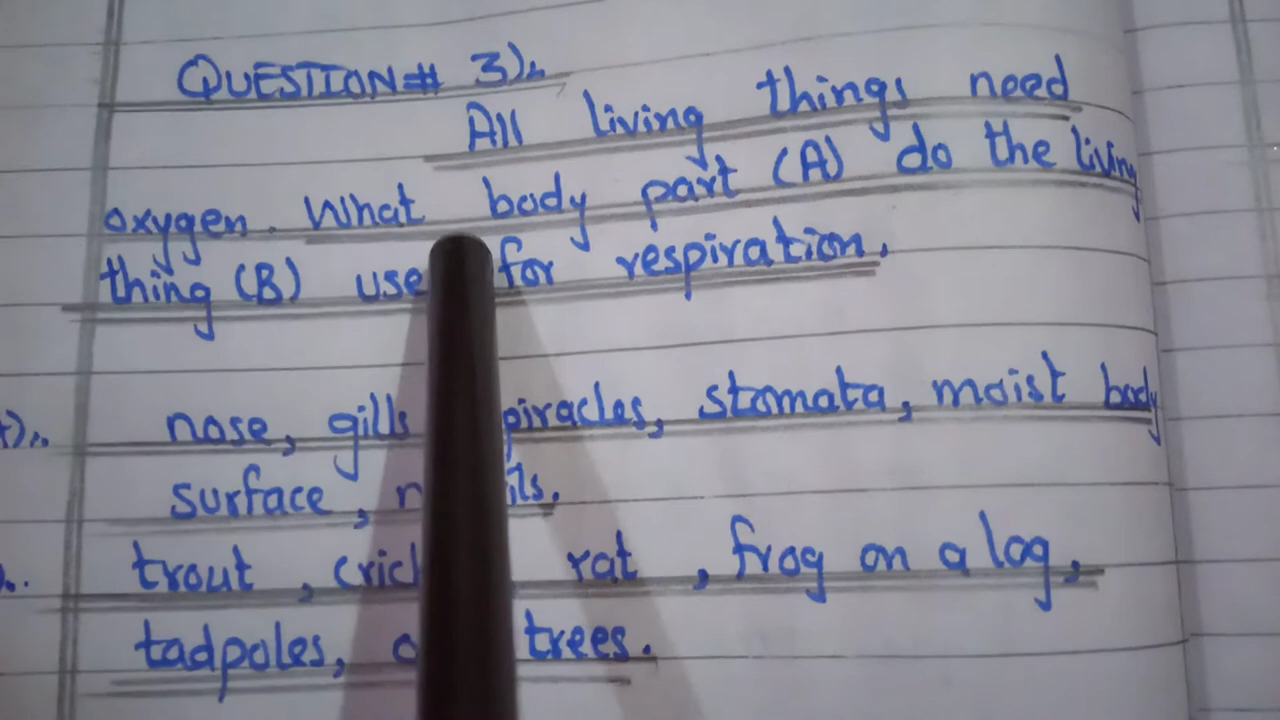 QUESTION# 3)
All living things need
oxygen. What body part (A) do the living
thing (B) use for respiration.
nose, gills piracles, stomata, moist body
surface, ils.
trout, rat, frog on a log,
tadpoles, trees.